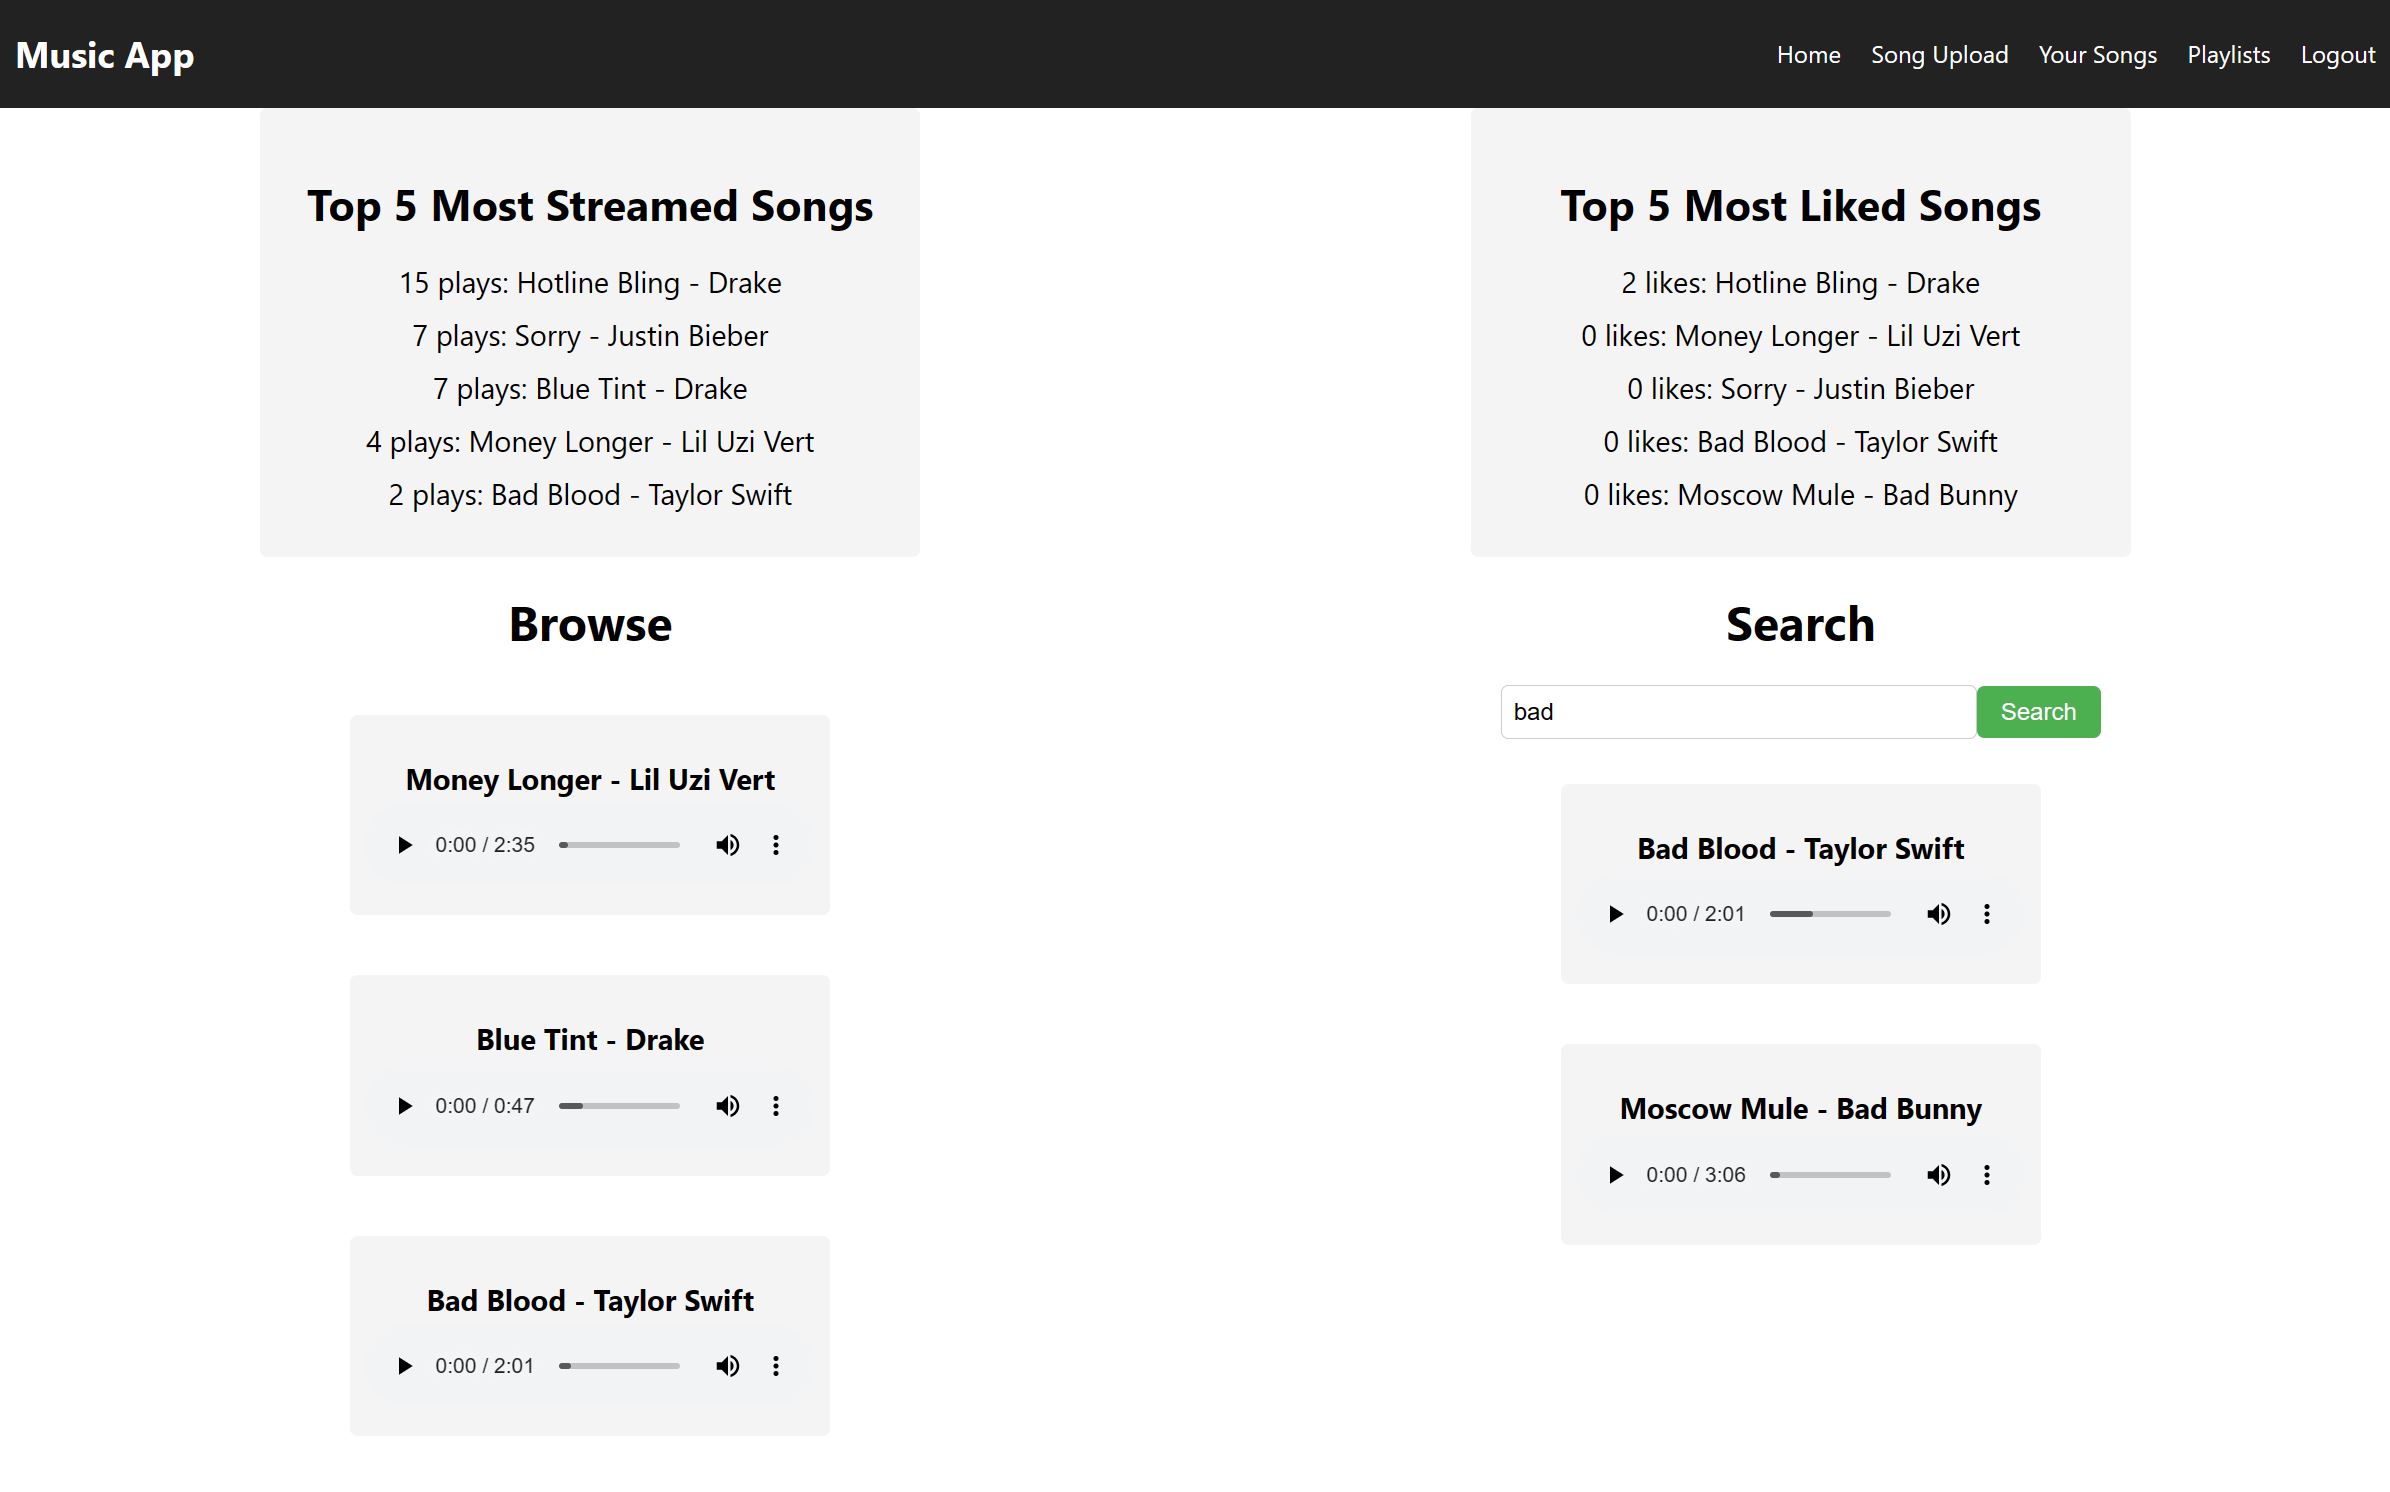 Music App
Home Song Upload Your Songs Playlists Logout
Top 5 Most Streamed Songs
15 plays: Hotline Bling - Drake
7 plays: Sorry - Justin Bieber
7 plays: Blue Tint - Drake
4 plays: Money Longer - Lil Uzi Vert
2 plays: Bad Blood - Taylor Swift
Top 5 Most Liked Songs
2 likes: Hotline Bling - Drake
0 likes: Money Longer - Lil Uzi Vert
0 likes: Sorry - Justin Bieber
0 likes: Bad Blood - Taylor Swift
0 likes: Moscow Mule - Bad Bunny
Browse
Money Longer - Lil Uzi Vert
0:00 / 2:35
Blue Tint - Drake
0:00 / 0:47
Bad Blood - Taylor Swift
0:00 / 2:01
Search
bad
Search
Bad Blood - Taylor Swift
0:00 / 2:01
Moscow Mule - Bad Bunny
0:00 / 3:06